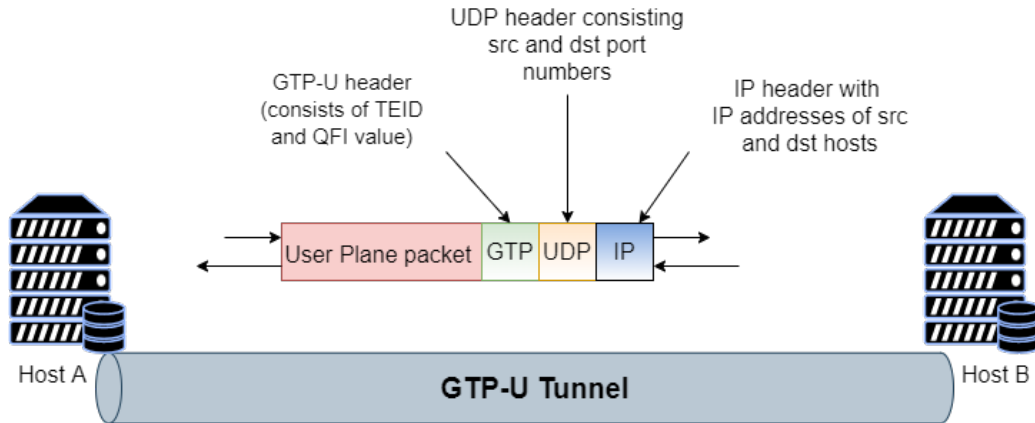 UDP header consisting
src and dst port
numbers
GTP-U header
(consists of TEID
and QFI value)
IP header with
IP addresses of src
and dst hosts
User Plane packet
GTP
UDP
IP
Host A
Host B
GTP-U Tunnel